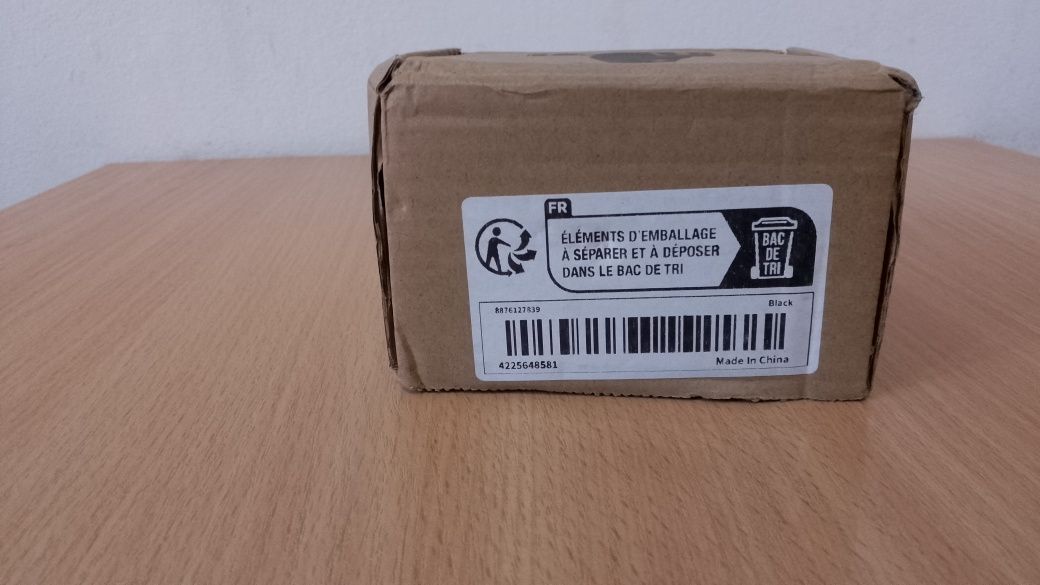 FR
ÉLÉMENTS D'EMBALLAGE
À SÉPARER ET À DÉPOSER
DANS LE BAC DE TRI
BAC
DE
TRI
8876127839
Black
4225648581
Made In China